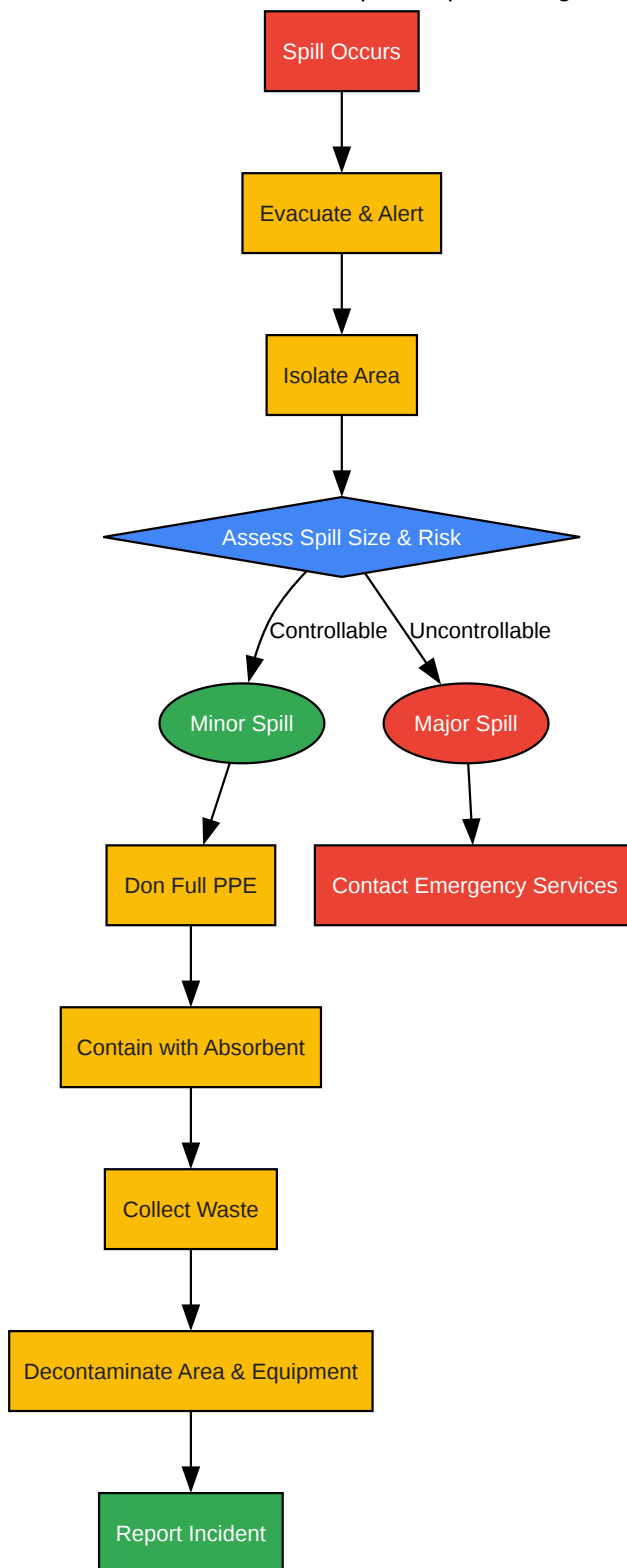 Spill Occurs
Evacuate & Alert
Isolate Area
Assess Spill Size & Risk
Controllable
Uncontrollable
Minor Spill
Major Spill
Don Full PPE
Contact Emergency Services
Contain with Absorbent
Collect Waste
Decontaminate Area & Equipment
Report Incident